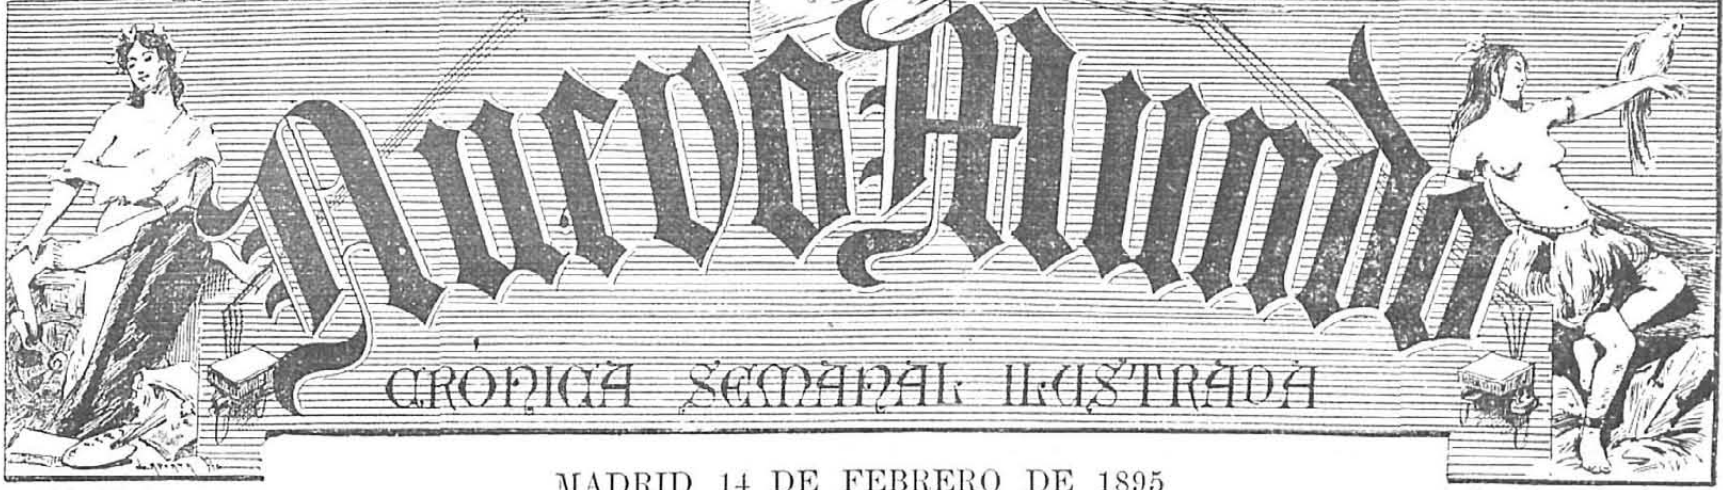 Nuevo Mundo
CRÓNICA SEMANAL ILUSTRADA
MADRID 14 DE FEBRERO DE 1895